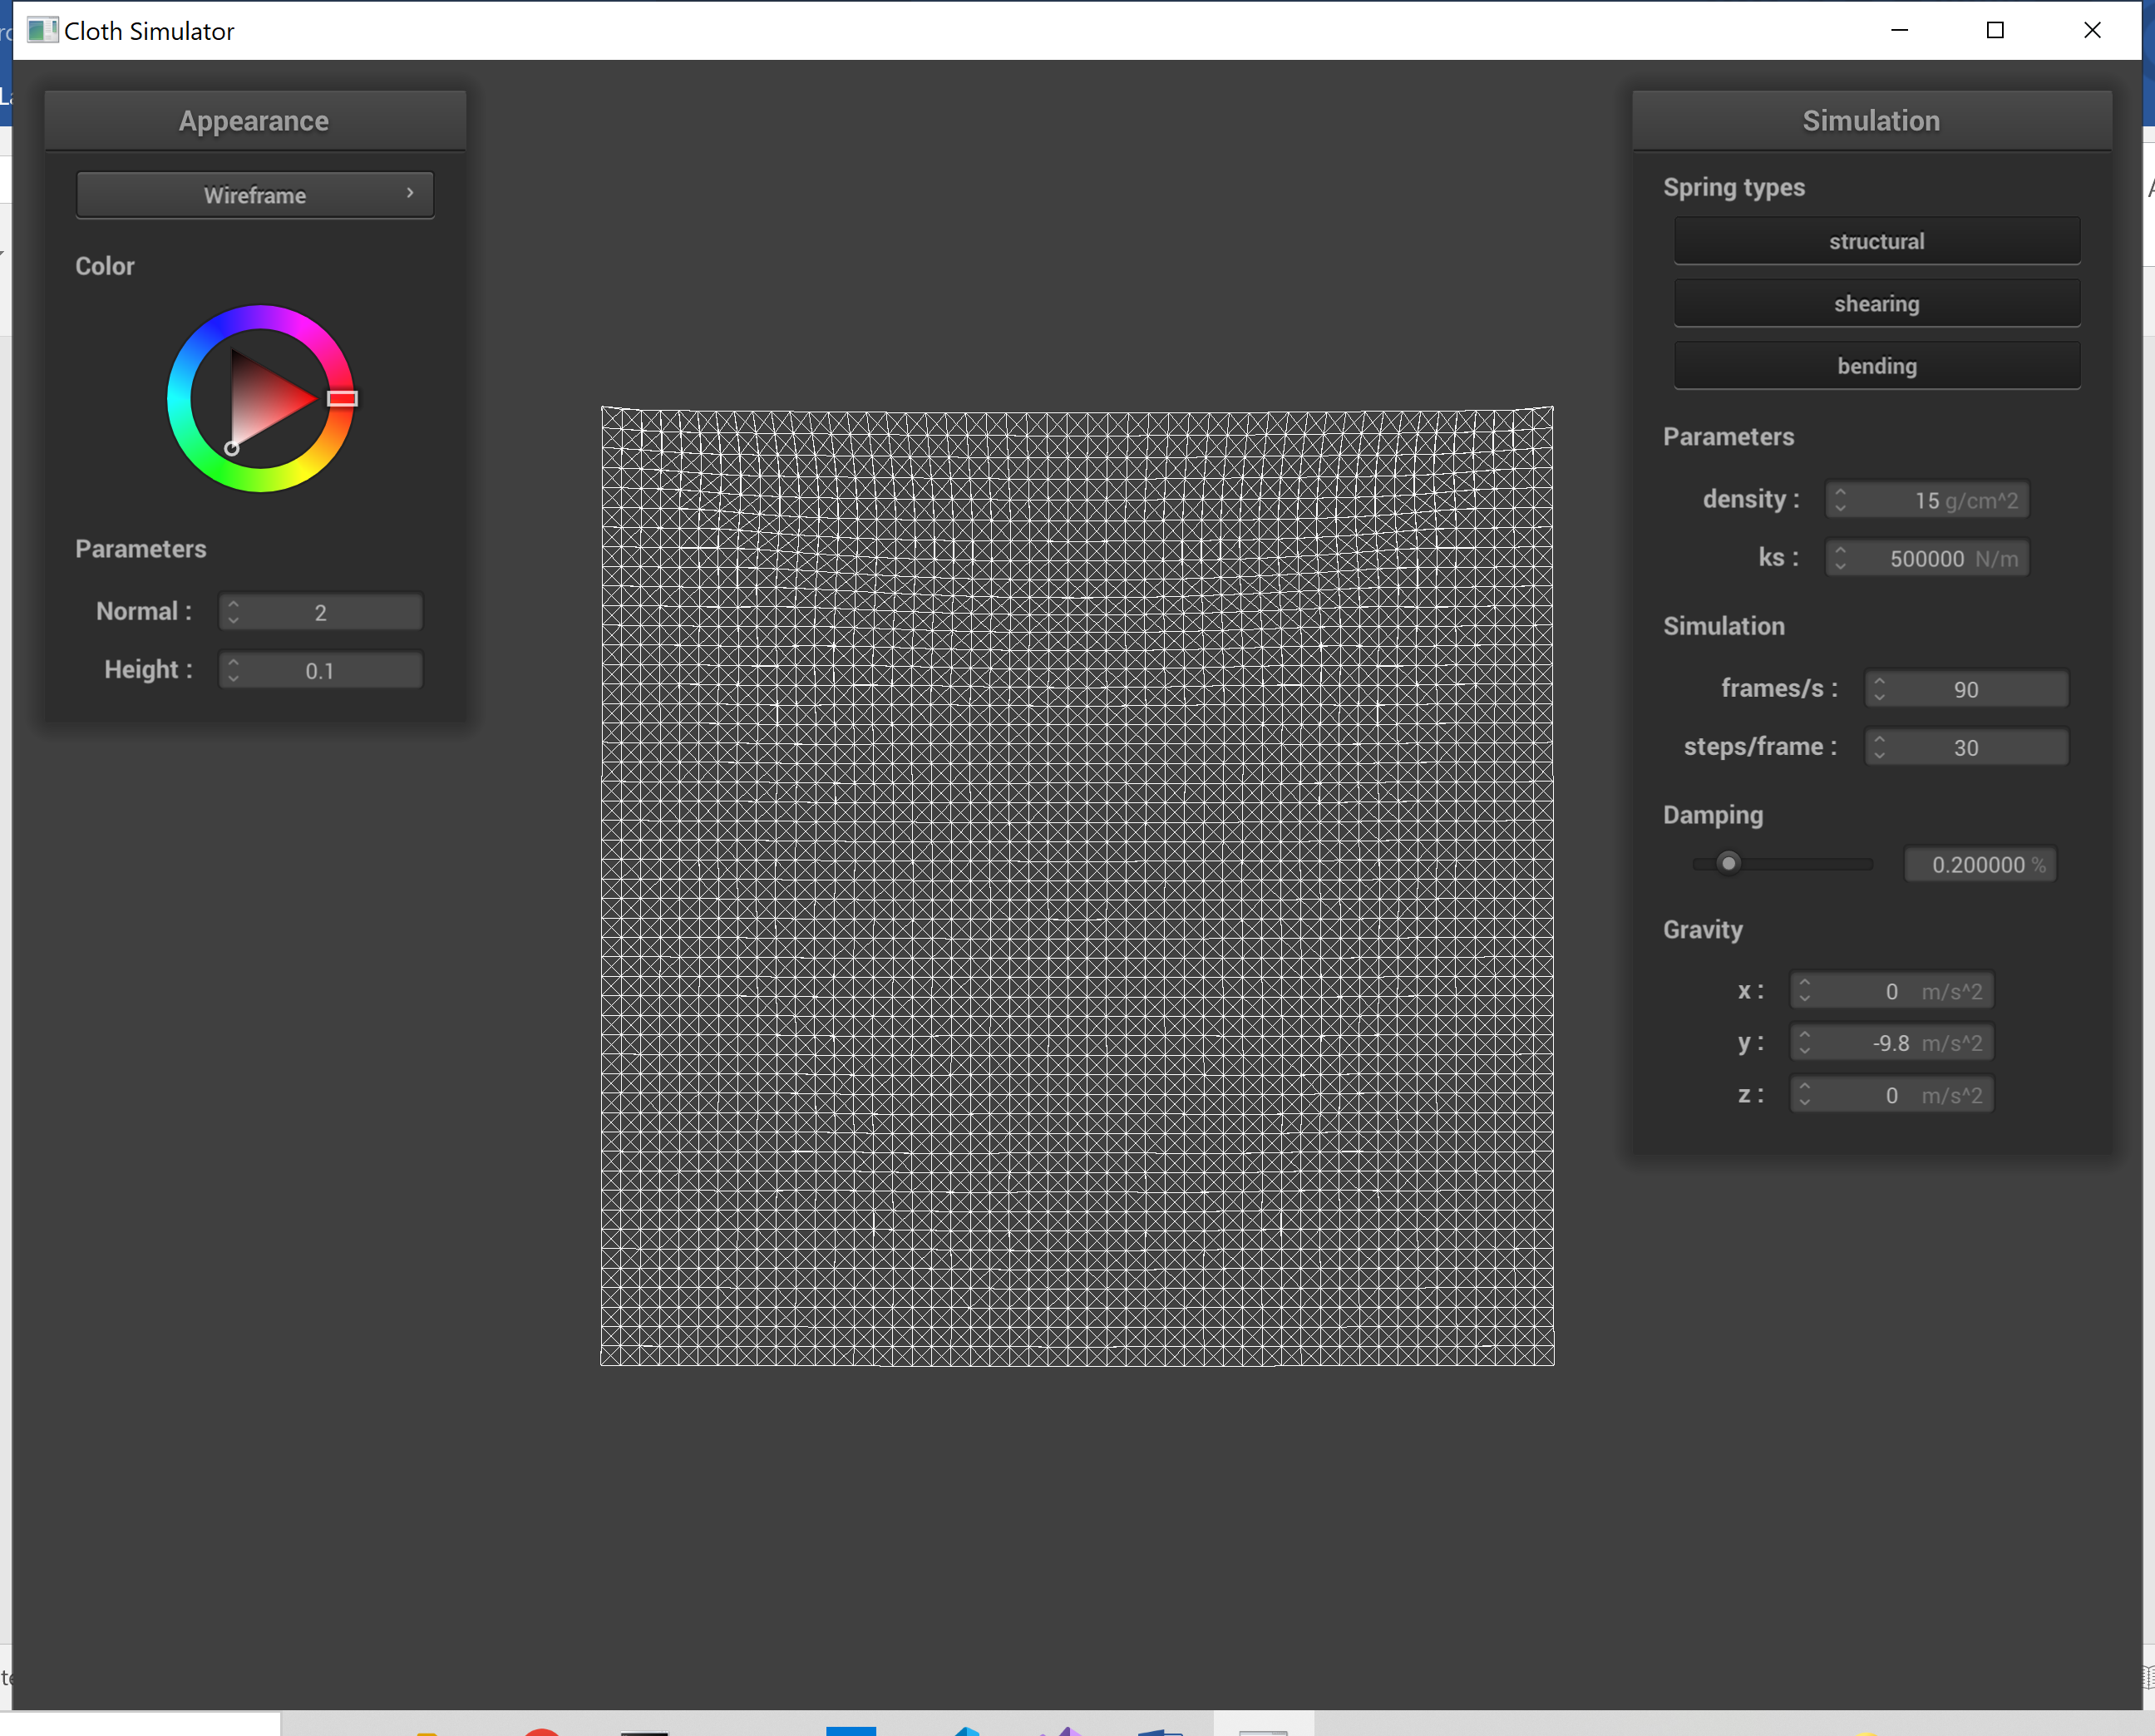 Cloth Simulator
Appearance
Wireframe
Color
Parameters
Normal : 2
Height : 0.1
Simulation
Spring types
structural
shearing
bending
Parameters
density : 15 g/cm^2
ks : 500000 N/m
Simulation
frames/s : 90
steps/frame : 30
Damping
0.200000 %
Gravity
x : 0 m/s^2
y : -9.8 m/s^2
z : 0 m/s^2